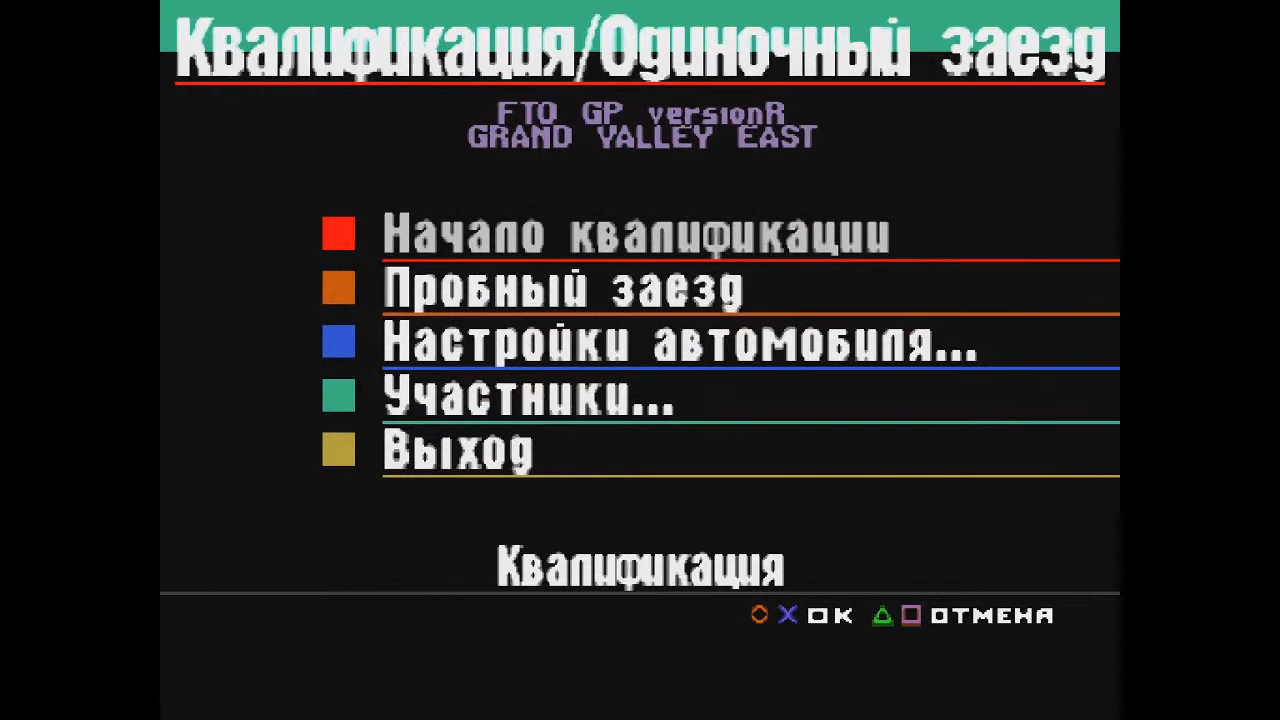 Квалификация/Одиночный заезд
FTO GP versionR
GRAND VALLEY EAST
Начало квалификации
Пробный заезд
Настройки автомобиля...
Участники...
Выход
Квалификация
ОК ОТМЕНА